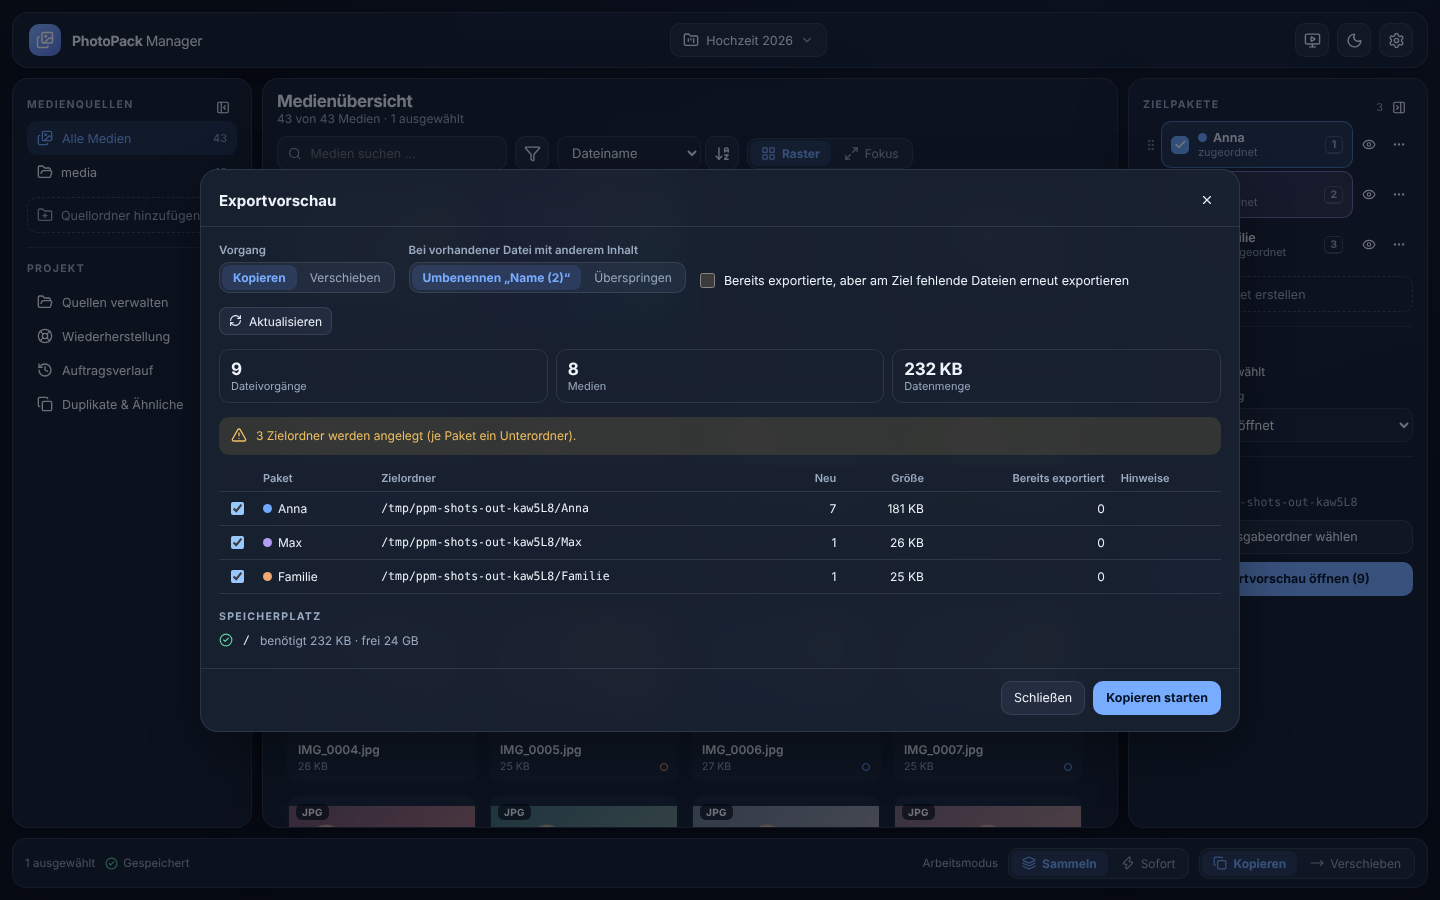 PhotoPack Manager
Hochzeit 2026
MEDIENQUELLEN
Alle Medien 43
media
Quellordner hinzufügen
PROJEKT
Quellen verwalten
Wiederherstellung
Auftragsverlauf
Duplikate & Ähnliche
Medienübersicht
43 von 43 Medien · 1 ausgewählt
Medien suchen ...
Dateiname
Raster
Fokus
ZIELPAKETE 3
Anna
zugeordnet
1
net
2
ilie
geordnet
3
et erstellen
wählt
g
öffnet
-shots-out-kaw5L8
sgabeordner wählen
rtvorschau öffnen (9)
Exportvorschau
Vorgang
Kopieren Verschieben
Bei vorhandener Datei mit anderem Inhalt
Umbenennen „Name (2)“ Überspringen
Bereits exportierte, aber am Ziel fehlende Dateien erneut exportieren
Aktualisieren
9
Dateivorgänge
8
Medien
232 KB
Datenmenge
3 Zielordner werden angelegt (je Paket ein Unterordner).
Paket Zielordner Neu Größe Bereits exportiert Hinweise
Anna /tmp/ppm-shots-out-kaw5L8/Anna 7 181 KB 0
Max /tmp/ppm-shots-out-kaw5L8/Max 1 26 KB 0
Familie /tmp/ppm-shots-out-kaw5L8/Familie 1 25 KB 0
SPEICHERPLATZ
/ benötigt 232 KB · frei 24 GB
Schließen
Kopieren starten
IMG_0004.jpg
26 KB
IMG_0005.jpg
25 KB
IMG_0006.jpg
27 KB
IMG_0007.jpg
25 KB
JPG
JPG
JPG
JPG
1 ausgewählt
Gespeichert
Arbeitsmodus
Sammeln
Sofort
Kopieren
Verschieben